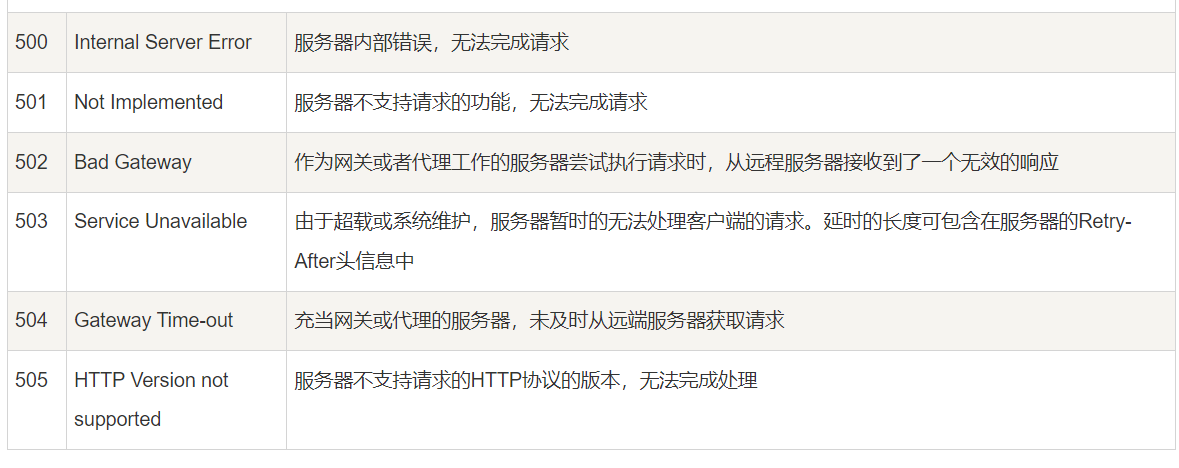 500 Internal Server Error 服务器内部错误，无法完成请求
501 Not Implemented 服务器不支持请求的功能，无法完成请求
502 Bad Gateway 作为网关或者代理工作的服务器尝试执行请求时，从远程服务器接收到了一个无效的响应
503 Service Unavailable 由于超载或系统维护，服务器暂时的无法处理客户端的请求。延时的长度可包含在服务器的Retry-
After头信息中
504 Gateway Time-out 充当网关或代理的服务器，未及时从远端服务器获取请求
505 HTTP Version not 服务器不支持请求的HTTP协议的版本，无法完成处理
supported